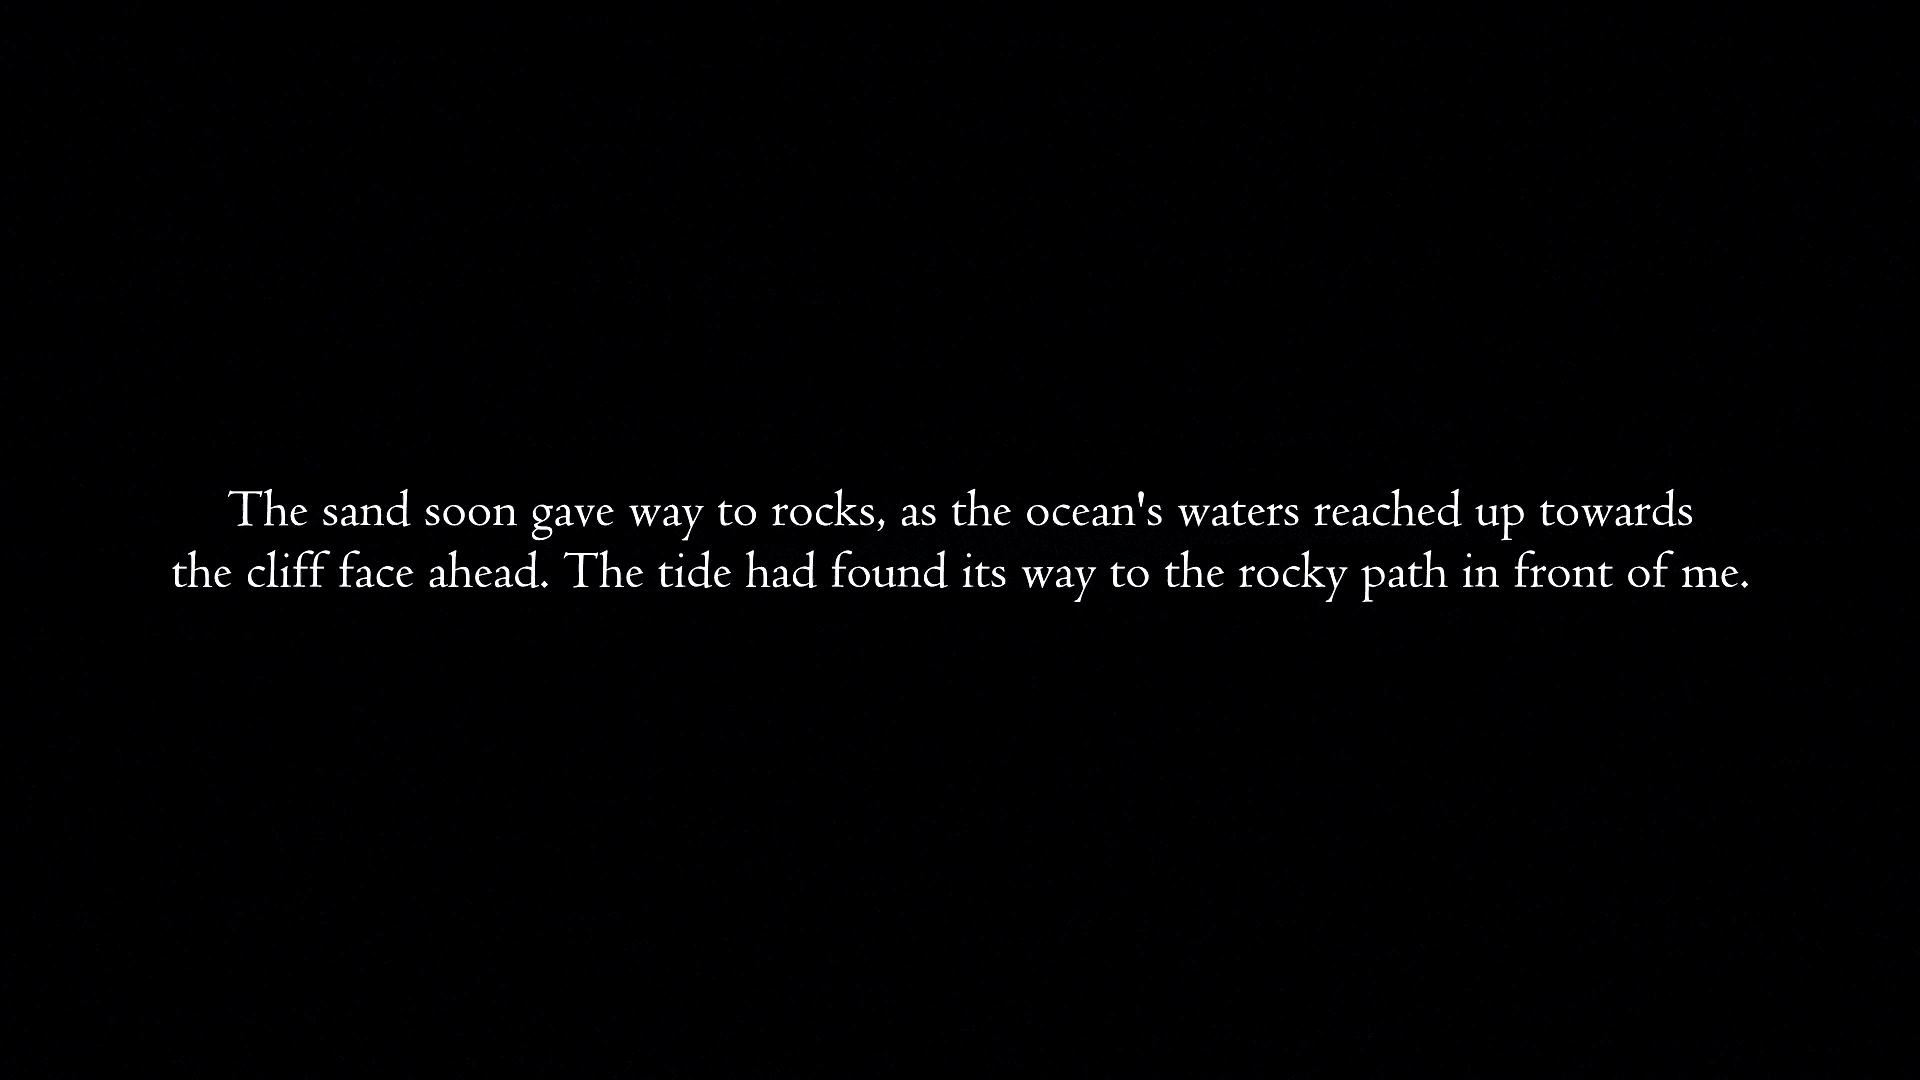 The sand soon gave way to rocks, as the ocean's waters reached up towards
the cliff face ahead. The tide had found its way to the rocky path in front of me.